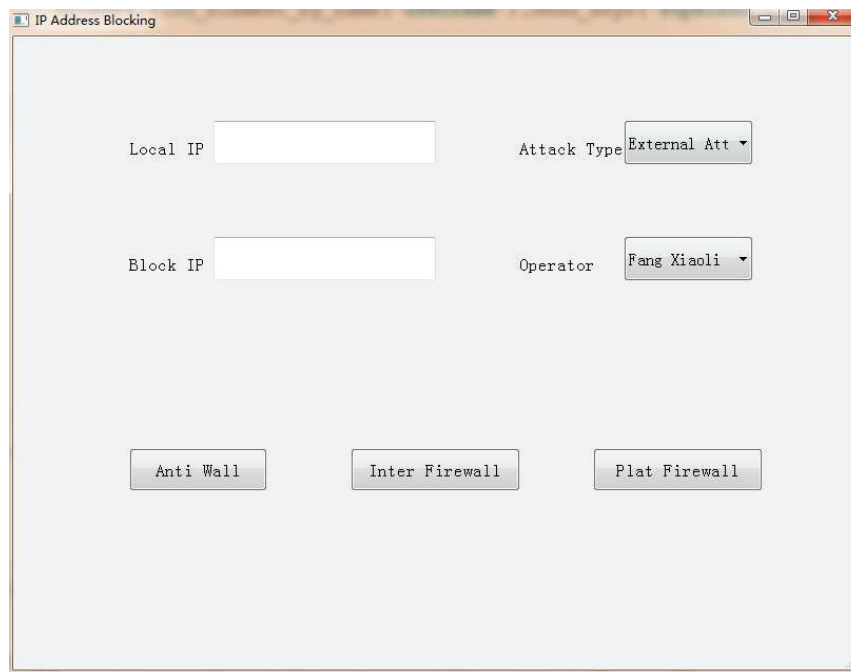 IP Address Blocking
Local IP
Attack Type
External Att
Block IP
Operator
Fang Xiaoli
Anti Wall
Inter Firewall
Plat Firewall